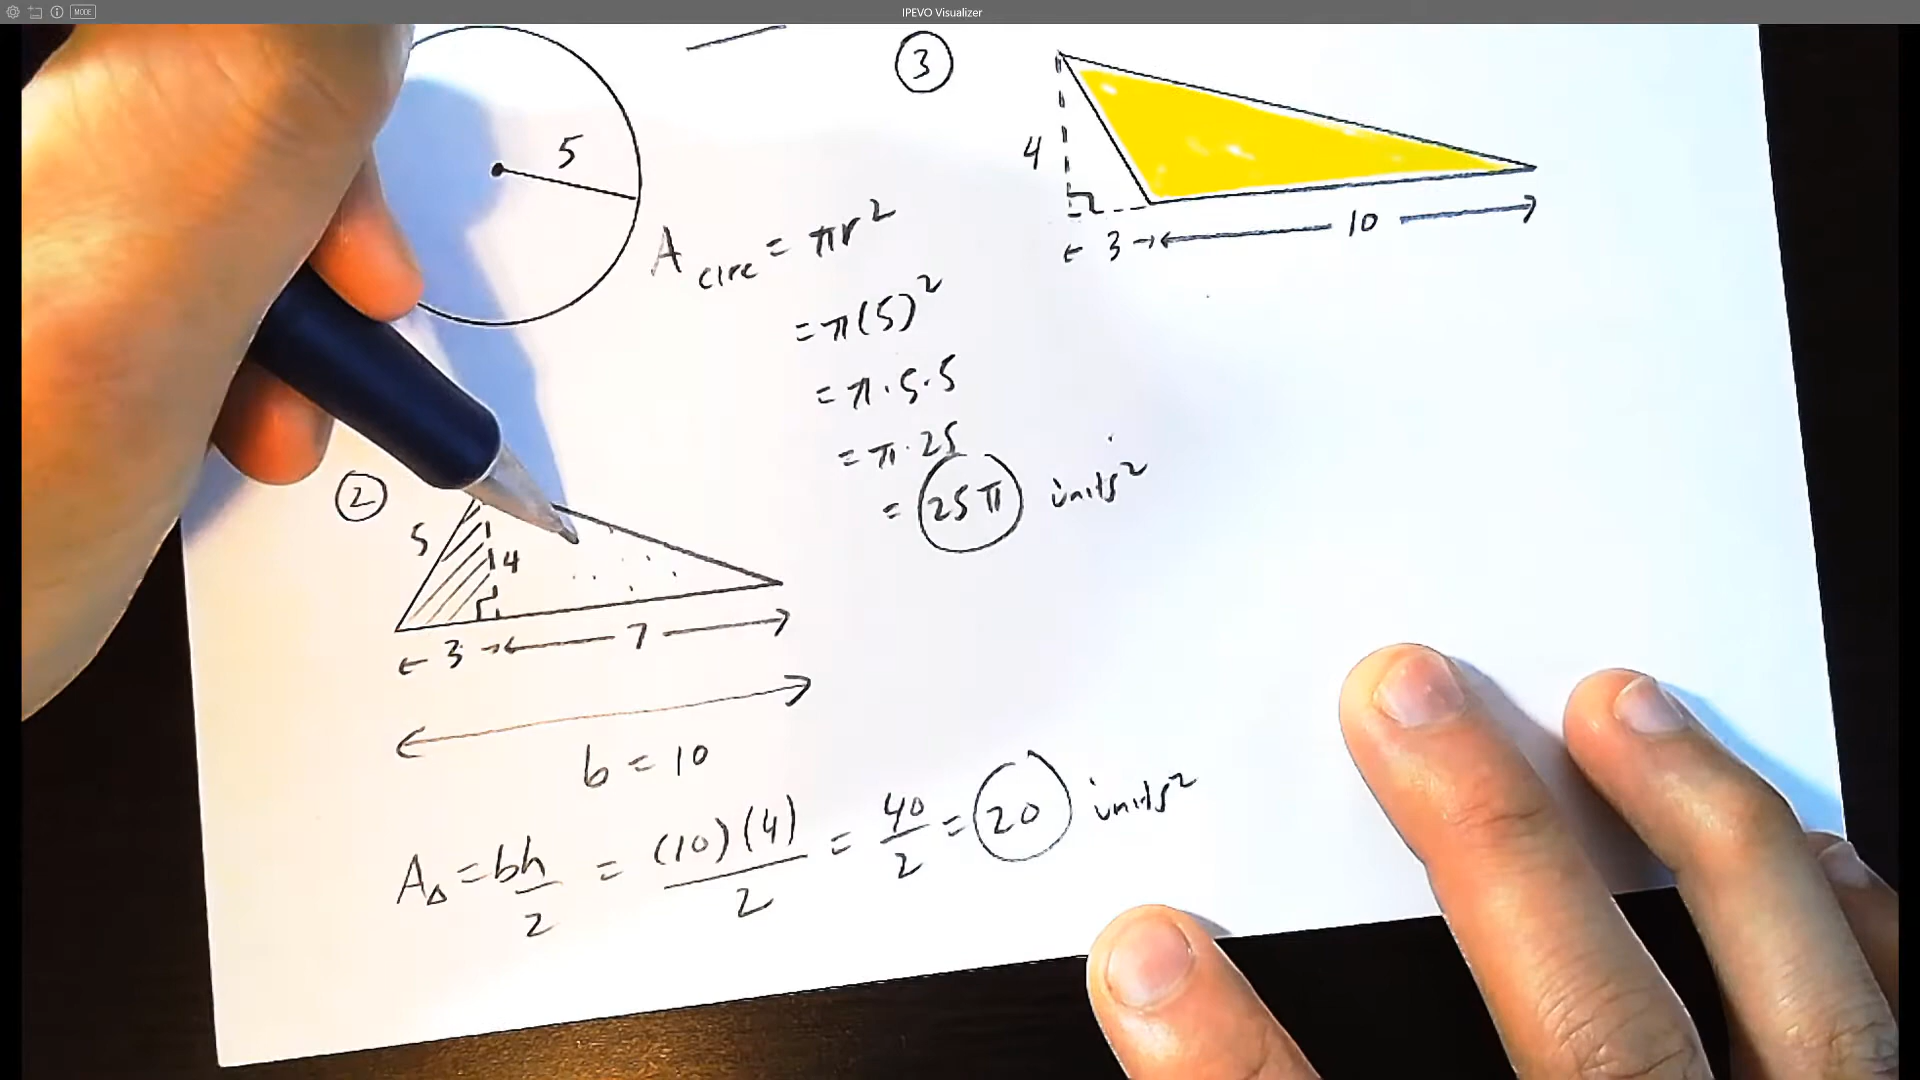 MODE
IPEVO Visualizer
3
5
4
← 3 →← 10 →
A circ = πr²
= π(5)²
= π·5·5
= π·25
= 25π units²
2
5
4
← 3 →← 7 →
b = 10
A△ = bh/2 = (10)(4)/2 = 40/2 = 20 units²